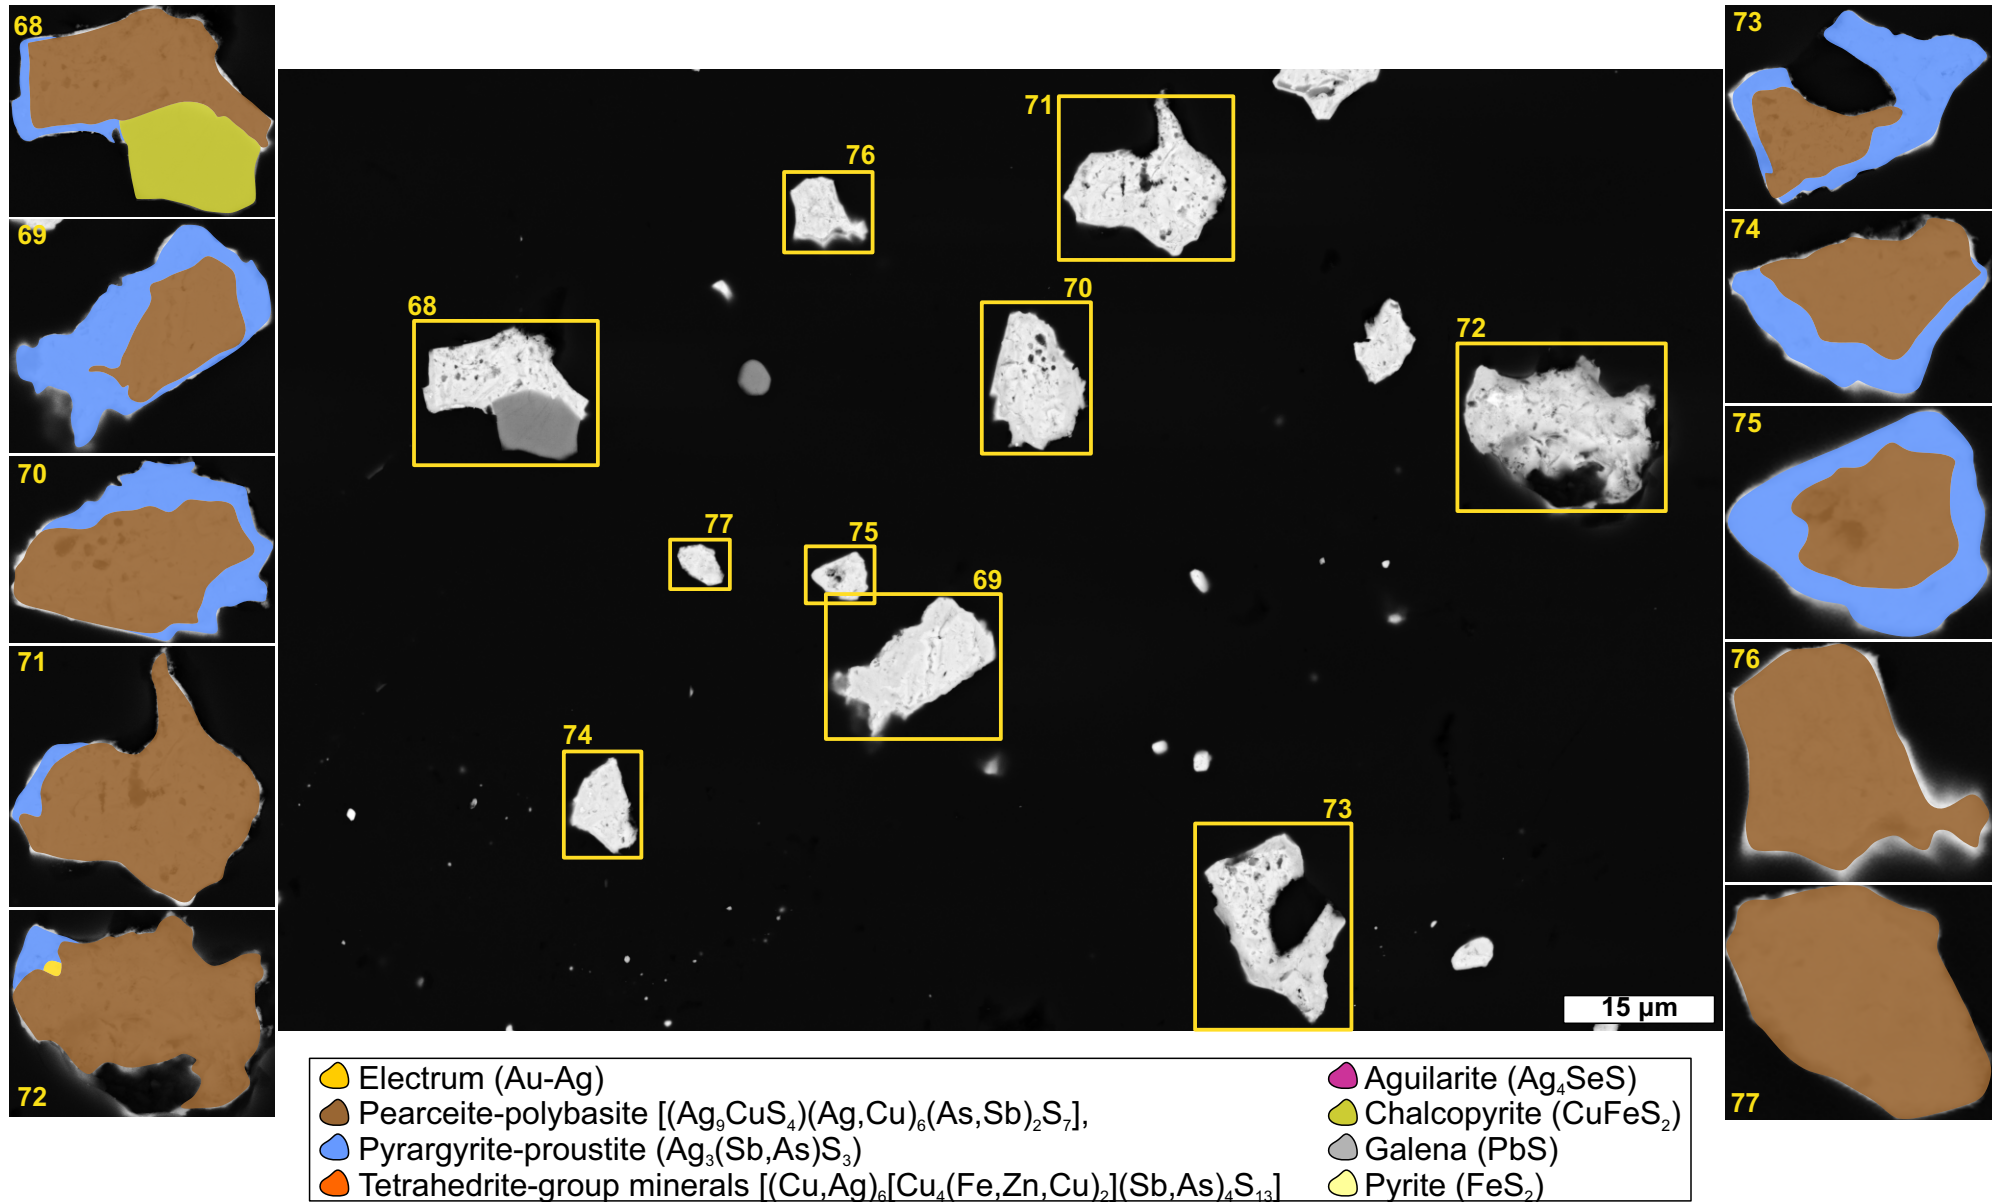 68
69
70
71
72
76
71
68
70
72
77
75
69
74
73
15 µm
73
74
75
76
77
Electrum (Au-Ag)
Pearceite-polybasite [(Ag₉CuS₄)(Ag,Cu)₆(As,Sb)₂S₇],
Pyrargyrite-proustite (Ag₃(Sb,As)S₃)
Tetrahedrite-group minerals [(Cu,Ag)₆[Cu₄(Fe,Zn,Cu)₂](Sb,As)₄S₁₃]
Aguilarite (Ag₄SeS)
Chalcopyrite (CuFeS₂)
Galena (PbS)
Pyrite (FeS₂)